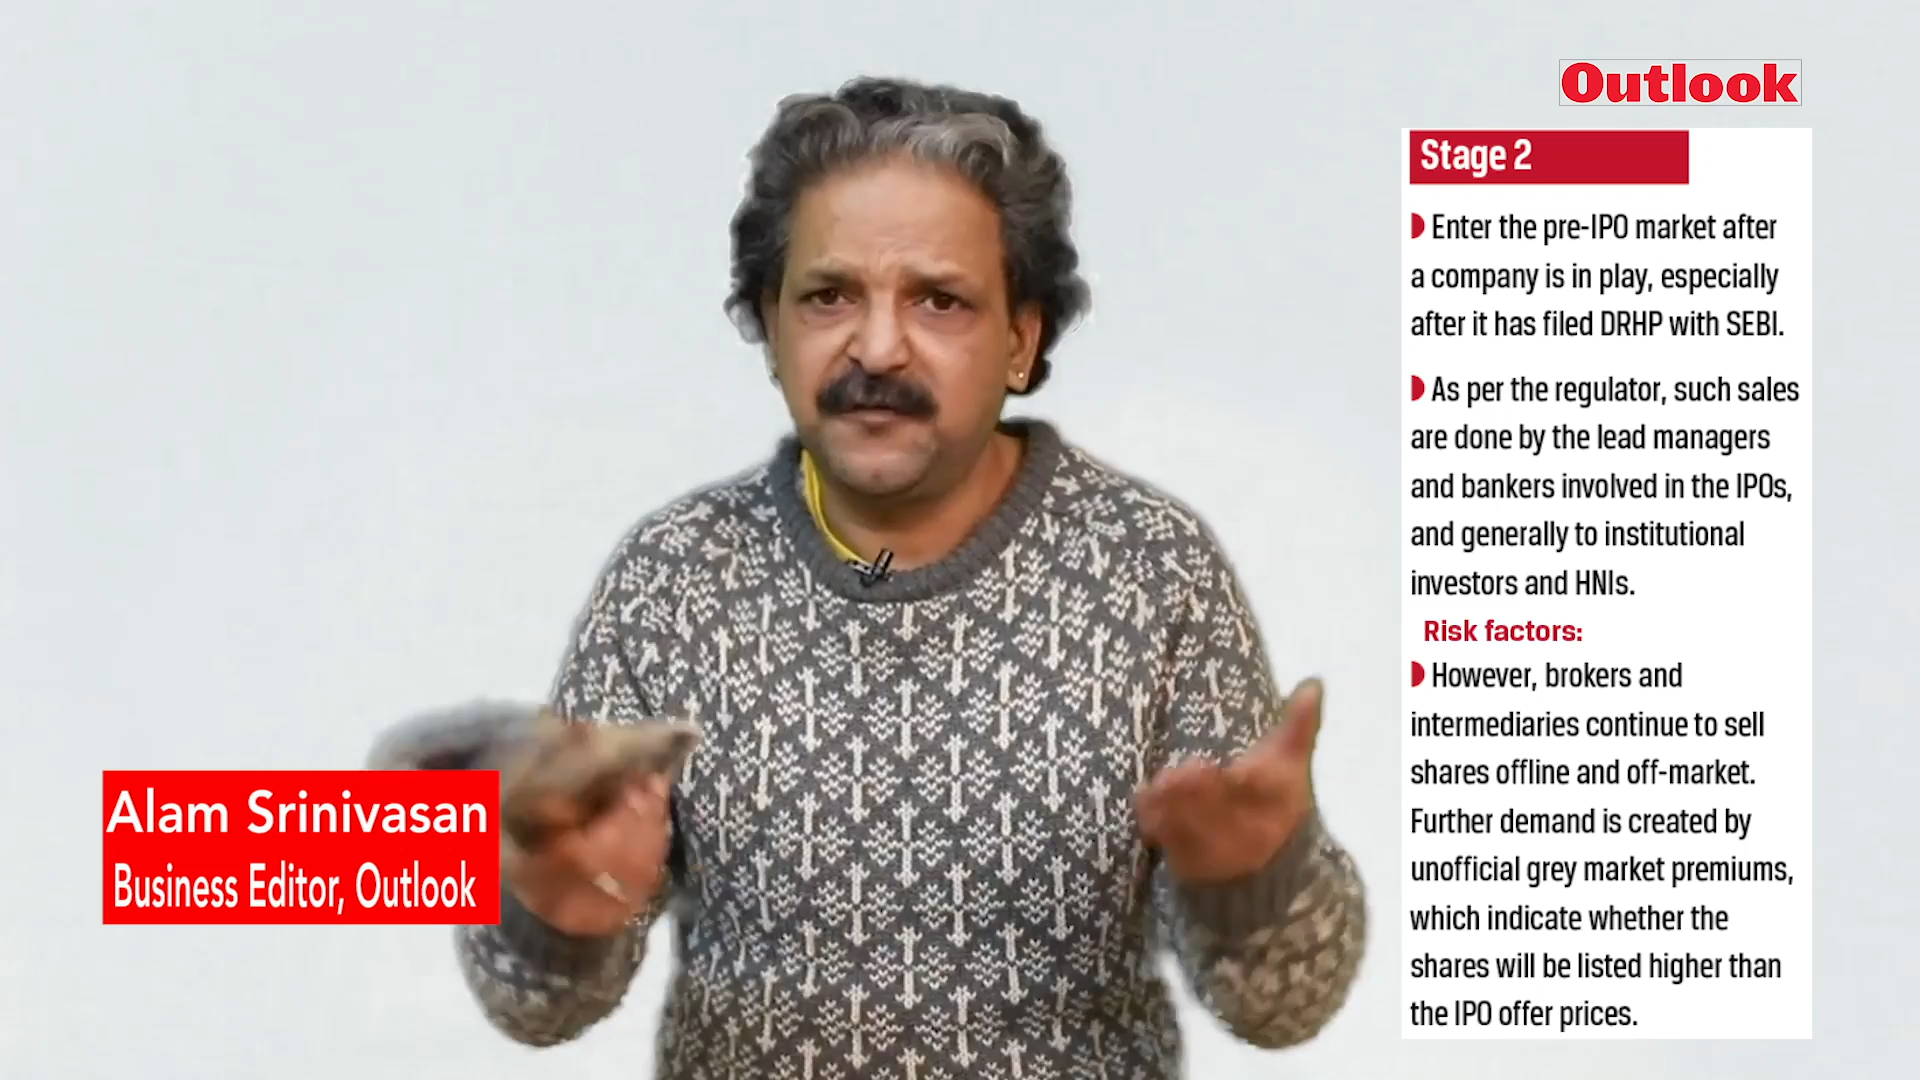 Outlook
Stage 2
Enter the pre-IPO market after
a company is in play, especially
after it has filed DRHP with SEBI.
As per the regulator, such sales
are done by the lead managers
and bankers involved in the IPOs,
and generally to institutional
investors and HNIs.
Risk factors:
However, brokers and
intermediaries continue to sell
shares offline and off-market.
Further demand is created by
unofficial grey market premiums,
which indicate whether the
shares will be listed higher than
the IPO offer prices.
Alam Srinivasan
Business Editor, Outlook